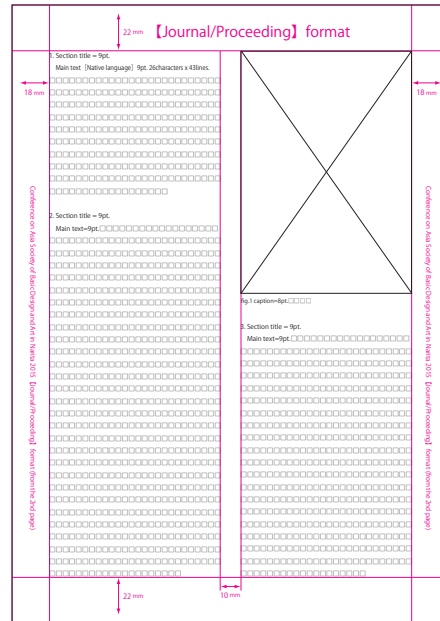 22 mm
【Journal/Proceeding】format
1. Section title = 9pt.
Main text［Native language］9pt. 26characters x 43lines.
18 mm
18 mm
2. Section title = 9pt.
Main text=9pt.
fig.1 caption=8pt.
3. Section title = 9pt.
Main text=9pt.
Conference on Asia Society of Basic Design and Art in Narita 2015【Journal/Proceeding】format (from the 2nd page)
Conference on Asia Society of Basic Design and Art in Narita 2015【Journal/Proceeding】format (from the 2nd page)
22 mm
10 mm